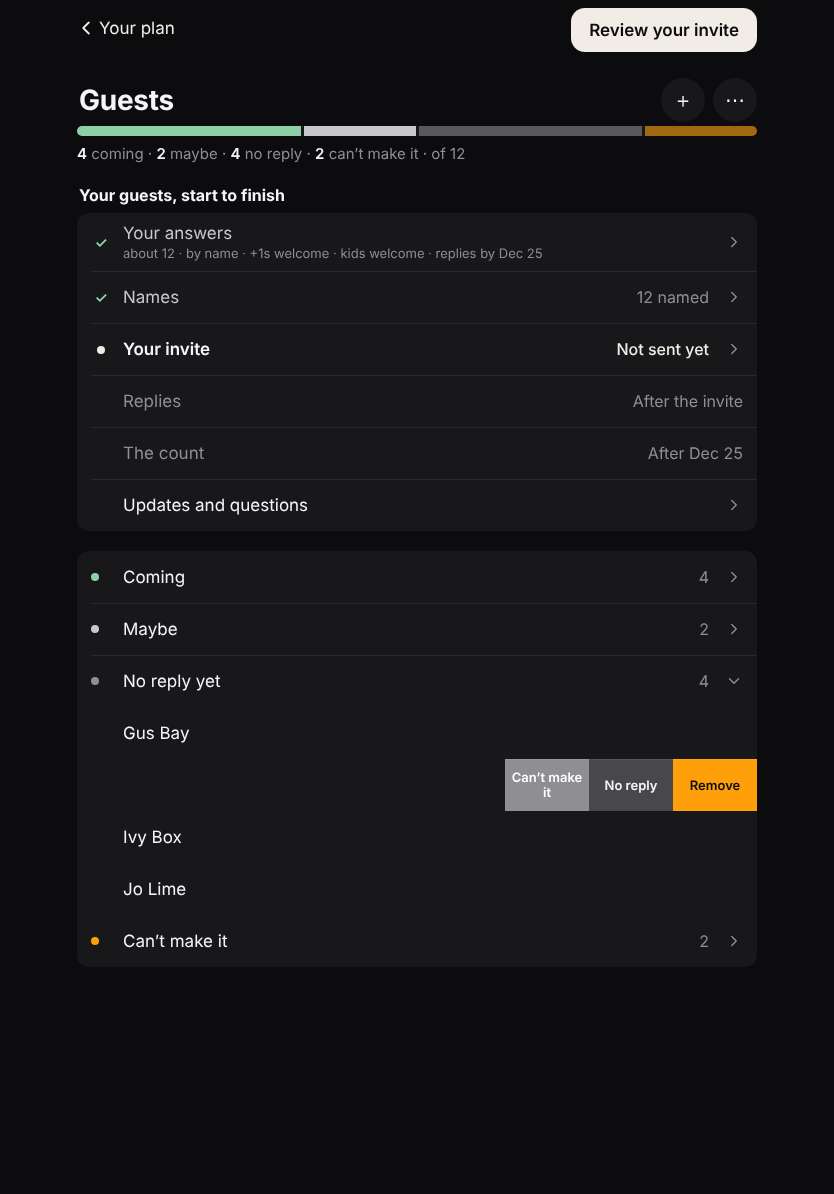 Your plan
Review your invite
Guests
4 coming · 2 maybe · 4 no reply · 2 can’t make it · of 12
Your guests, start to finish
Your answers
about 12 · by name · +1s welcome · kids welcome · replies by Dec 25
Names 12 named
Your invite Not sent yet
Replies After the invite
The count After Dec 25
Updates and questions
Coming 4
Maybe 2
No reply yet 4
Gus Bay
Can’t make
it
No reply
Remove
Ivy Box
Jo Lime
Can’t make it 2